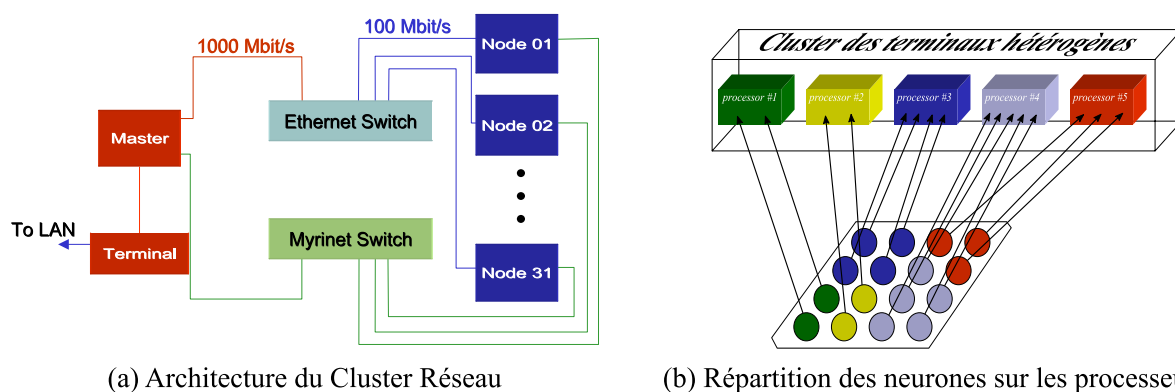 1000 Mbit/s
100 Mbit/s
Node 01
Master
Ethernet Switch
Node 02
To LAN
Terminal
Myrinet Switch
Node 31
(a) Architecture du Cluster Réseau
Cluster des terminaux hétérogènes
processor #1
processor #2
processor #3
processor #4
processor #5
(b) Répartition des neurones sur les processe